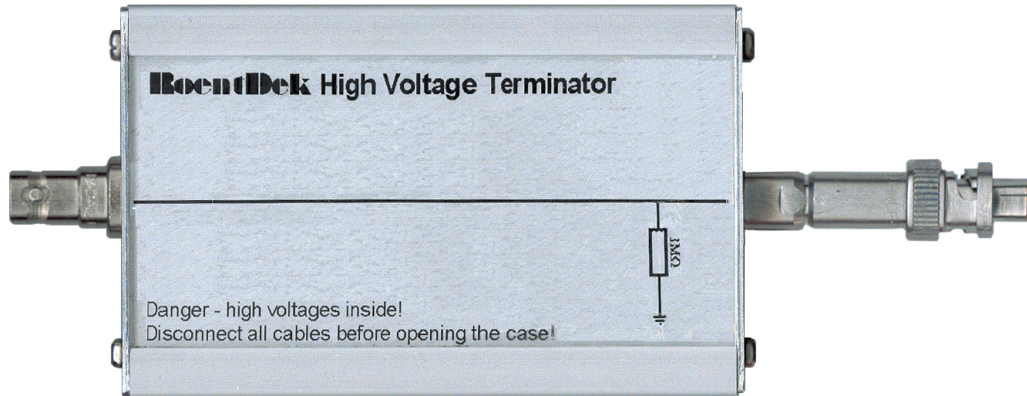 RoentDek High Voltage Terminator
1MΩ
Danger - high voltages inside!
Disconnect all cables before opening the case!